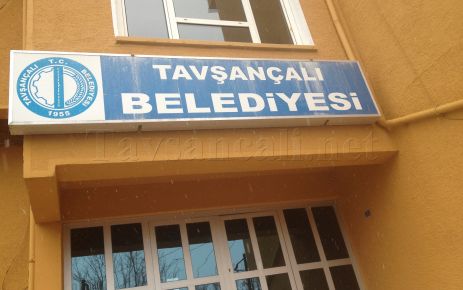 TAVŞANÇALI
BELEDİYESİ
TAVŞANÇALI T.C. BELEDİYESİ
1955
Tavsancali.net